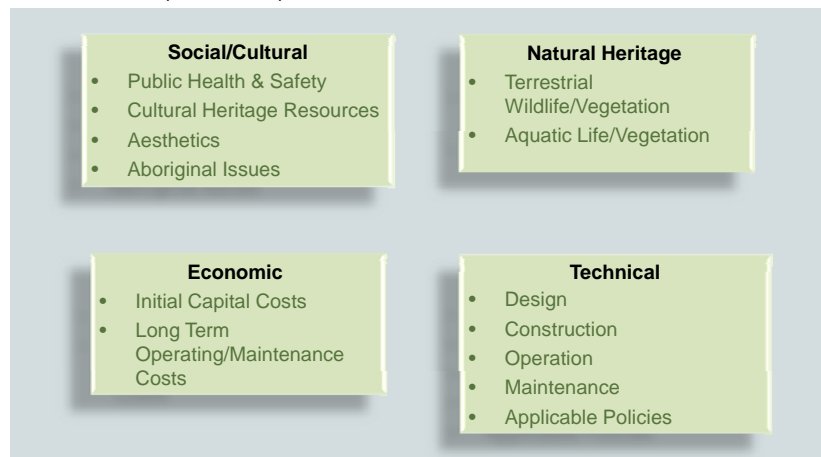 Social/Cultural
• Public Health & Safety
• Cultural Heritage Resources
• Aesthetics
• Aboriginal Issues
Natural Heritage
• Terrestrial
Wildlife/Vegetation
• Aquatic Life/Vegetation
Economic
• Initial Capital Costs
• Long Term
Operating/Maintenance
Costs
Technical
• Design
• Construction
• Operation
• Maintenance
• Applicable Policies